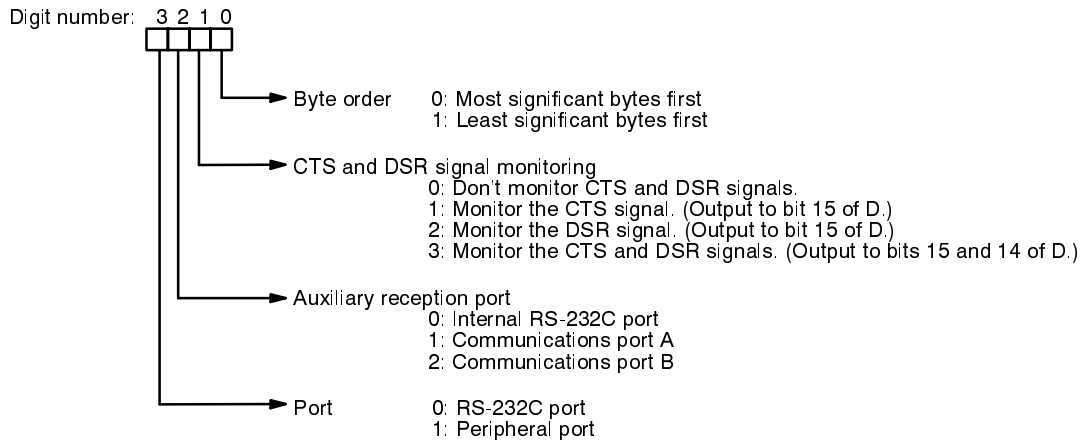 Digit number: 3 2 1 0
Byte order 0: Most significant bytes first
1: Least significant bytes first
CTS and DSR signal monitoring
0: Don't monitor CTS and DSR signals.
1: Monitor the CTS signal. (Output to bit 15 of D.)
2: Monitor the DSR signal. (Output to bit 15 of D.)
3: Monitor the CTS and DSR signals. (Output to bits 15 and 14 of D.)
Auxiliary reception port
0: Internal RS-232C port
1: Communications port A
2: Communications port B
Port 0: RS-232C port
1: Peripheral port